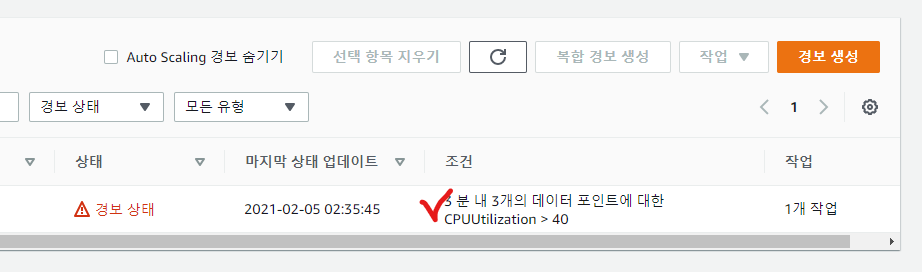 Auto Scaling 경보 숨기기
선택 항목 지우기
복합 경보 생성
작업
경보 생성
경보 상태
모든 유형
1
상태
마지막 상태 업데이트
조건
작업
경보 상태
2021-02-05 02:35:45
3 분 내 3개의 데이터 포인트에 대한
CPUUtilization > 40
1개 작업